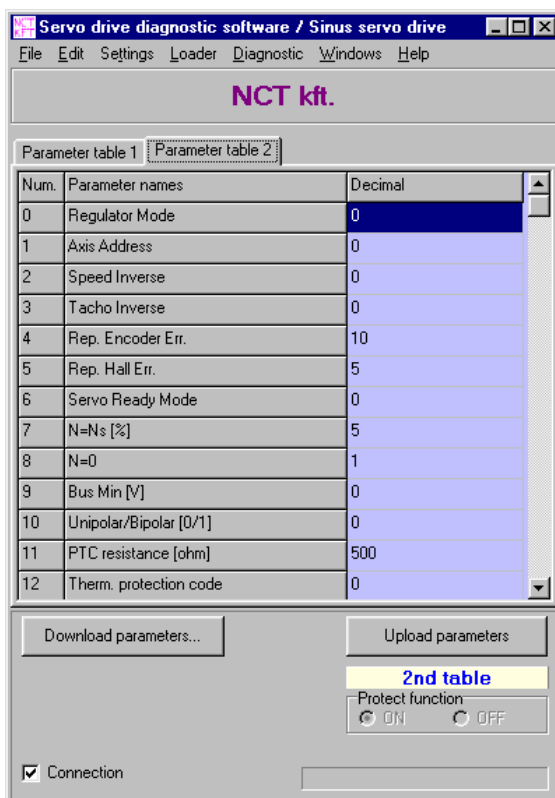 NCT KFT Servo drive diagnostic software / Sinus servo drive
File Edit Settings Loader Diagnostic Windows Help
NCT kft.
Parameter table 1 Parameter table 2
Num. Parameter names Decimal
0 Regulator Mode 0
1 Axis Address 0
2 Speed Inverse 0
3 Tacho Inverse 0
4 Rep. Encoder Err. 10
5 Rep. Hall Err. 5
6 Servo Ready Mode 0
7 N=Ns [%] 5
8 N=0 1
9 Bus Min [V] 0
10 Unipolar/Bipolar [0/1] 0
11 PTC resistance [ohm] 500
12 Therm. protection code 0
Download parameters... Upload parameters
2nd table
Protect function
ON OFF
Connection